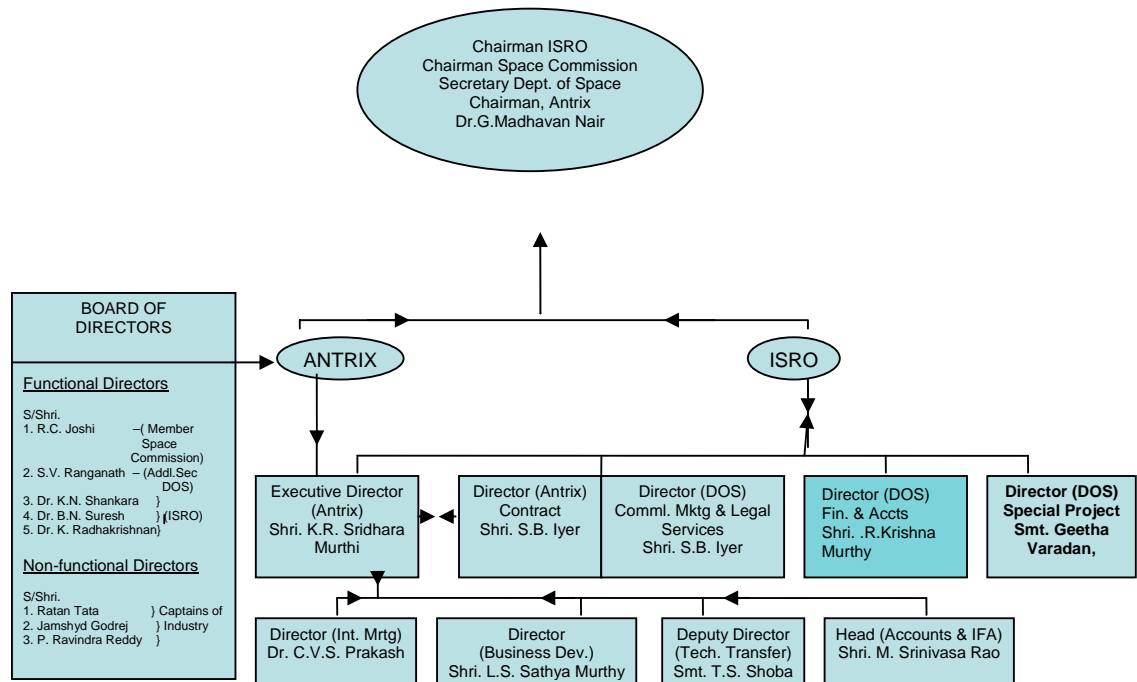 Chairman ISRO
Chairman Space Commission
Secretary Dept. of Space
Chairman, Antrix
Dr.G.Madhavan Nair
BOARD OF
DIRECTORS
Functional Directors
S/Shri.
1. R.C. Joshi –( Member
Space
Commission)
2. S.V. Ranganath – (Addl.Sec
DOS)
3. Dr. K.N. Shankara }
4. Dr. B.N. Suresh } (ISRO)
5. Dr. K. Radhakrishnan}
Non-functional Directors
S/Shri.
1. Ratan Tata } Captains of
2. Jamshyd Godrej } Industry
3. P. Ravindra Reddy }
ANTRIX
ISRO
Executive Director
(Antrix)
Shri. K.R. Sridhara
Murthi
Director (Antrix)
Contract
Shri. S.B. Iyer
Director (DOS)
Comml. Mktg & Legal
Services
Shri. S.B. Iyer
Director (DOS)
Fin. & Accts
Shri. .R.Krishna
Murthy
Director (DOS)
Special Project
Smt. Geetha
Varadan,
Director (Int. Mrtg)
Dr. C.V.S. Prakash
Director
(Business Dev.)
Shri. L.S. Sathya Murthy
Deputy Director
(Tech. Transfer)
Smt. T.S. Shoba
Head (Accounts & IFA)
Shri. M. Srinivasa Rao